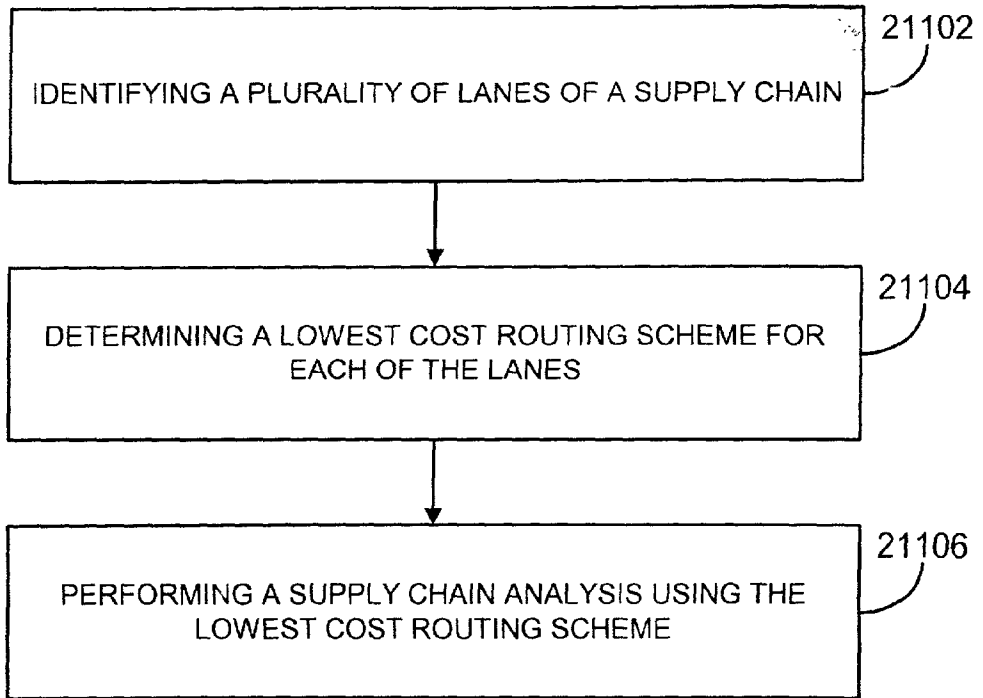 21102
IDENTIFYING A PLURALITY OF LANES OF A SUPPLY CHAIN
21104
DETERMINING A LOWEST COST ROUTING SCHEME FOR
EACH OF THE LANES
21106
PERFORMING A SUPPLY CHAIN ANALYSIS USING THE
LOWEST COST ROUTING SCHEME